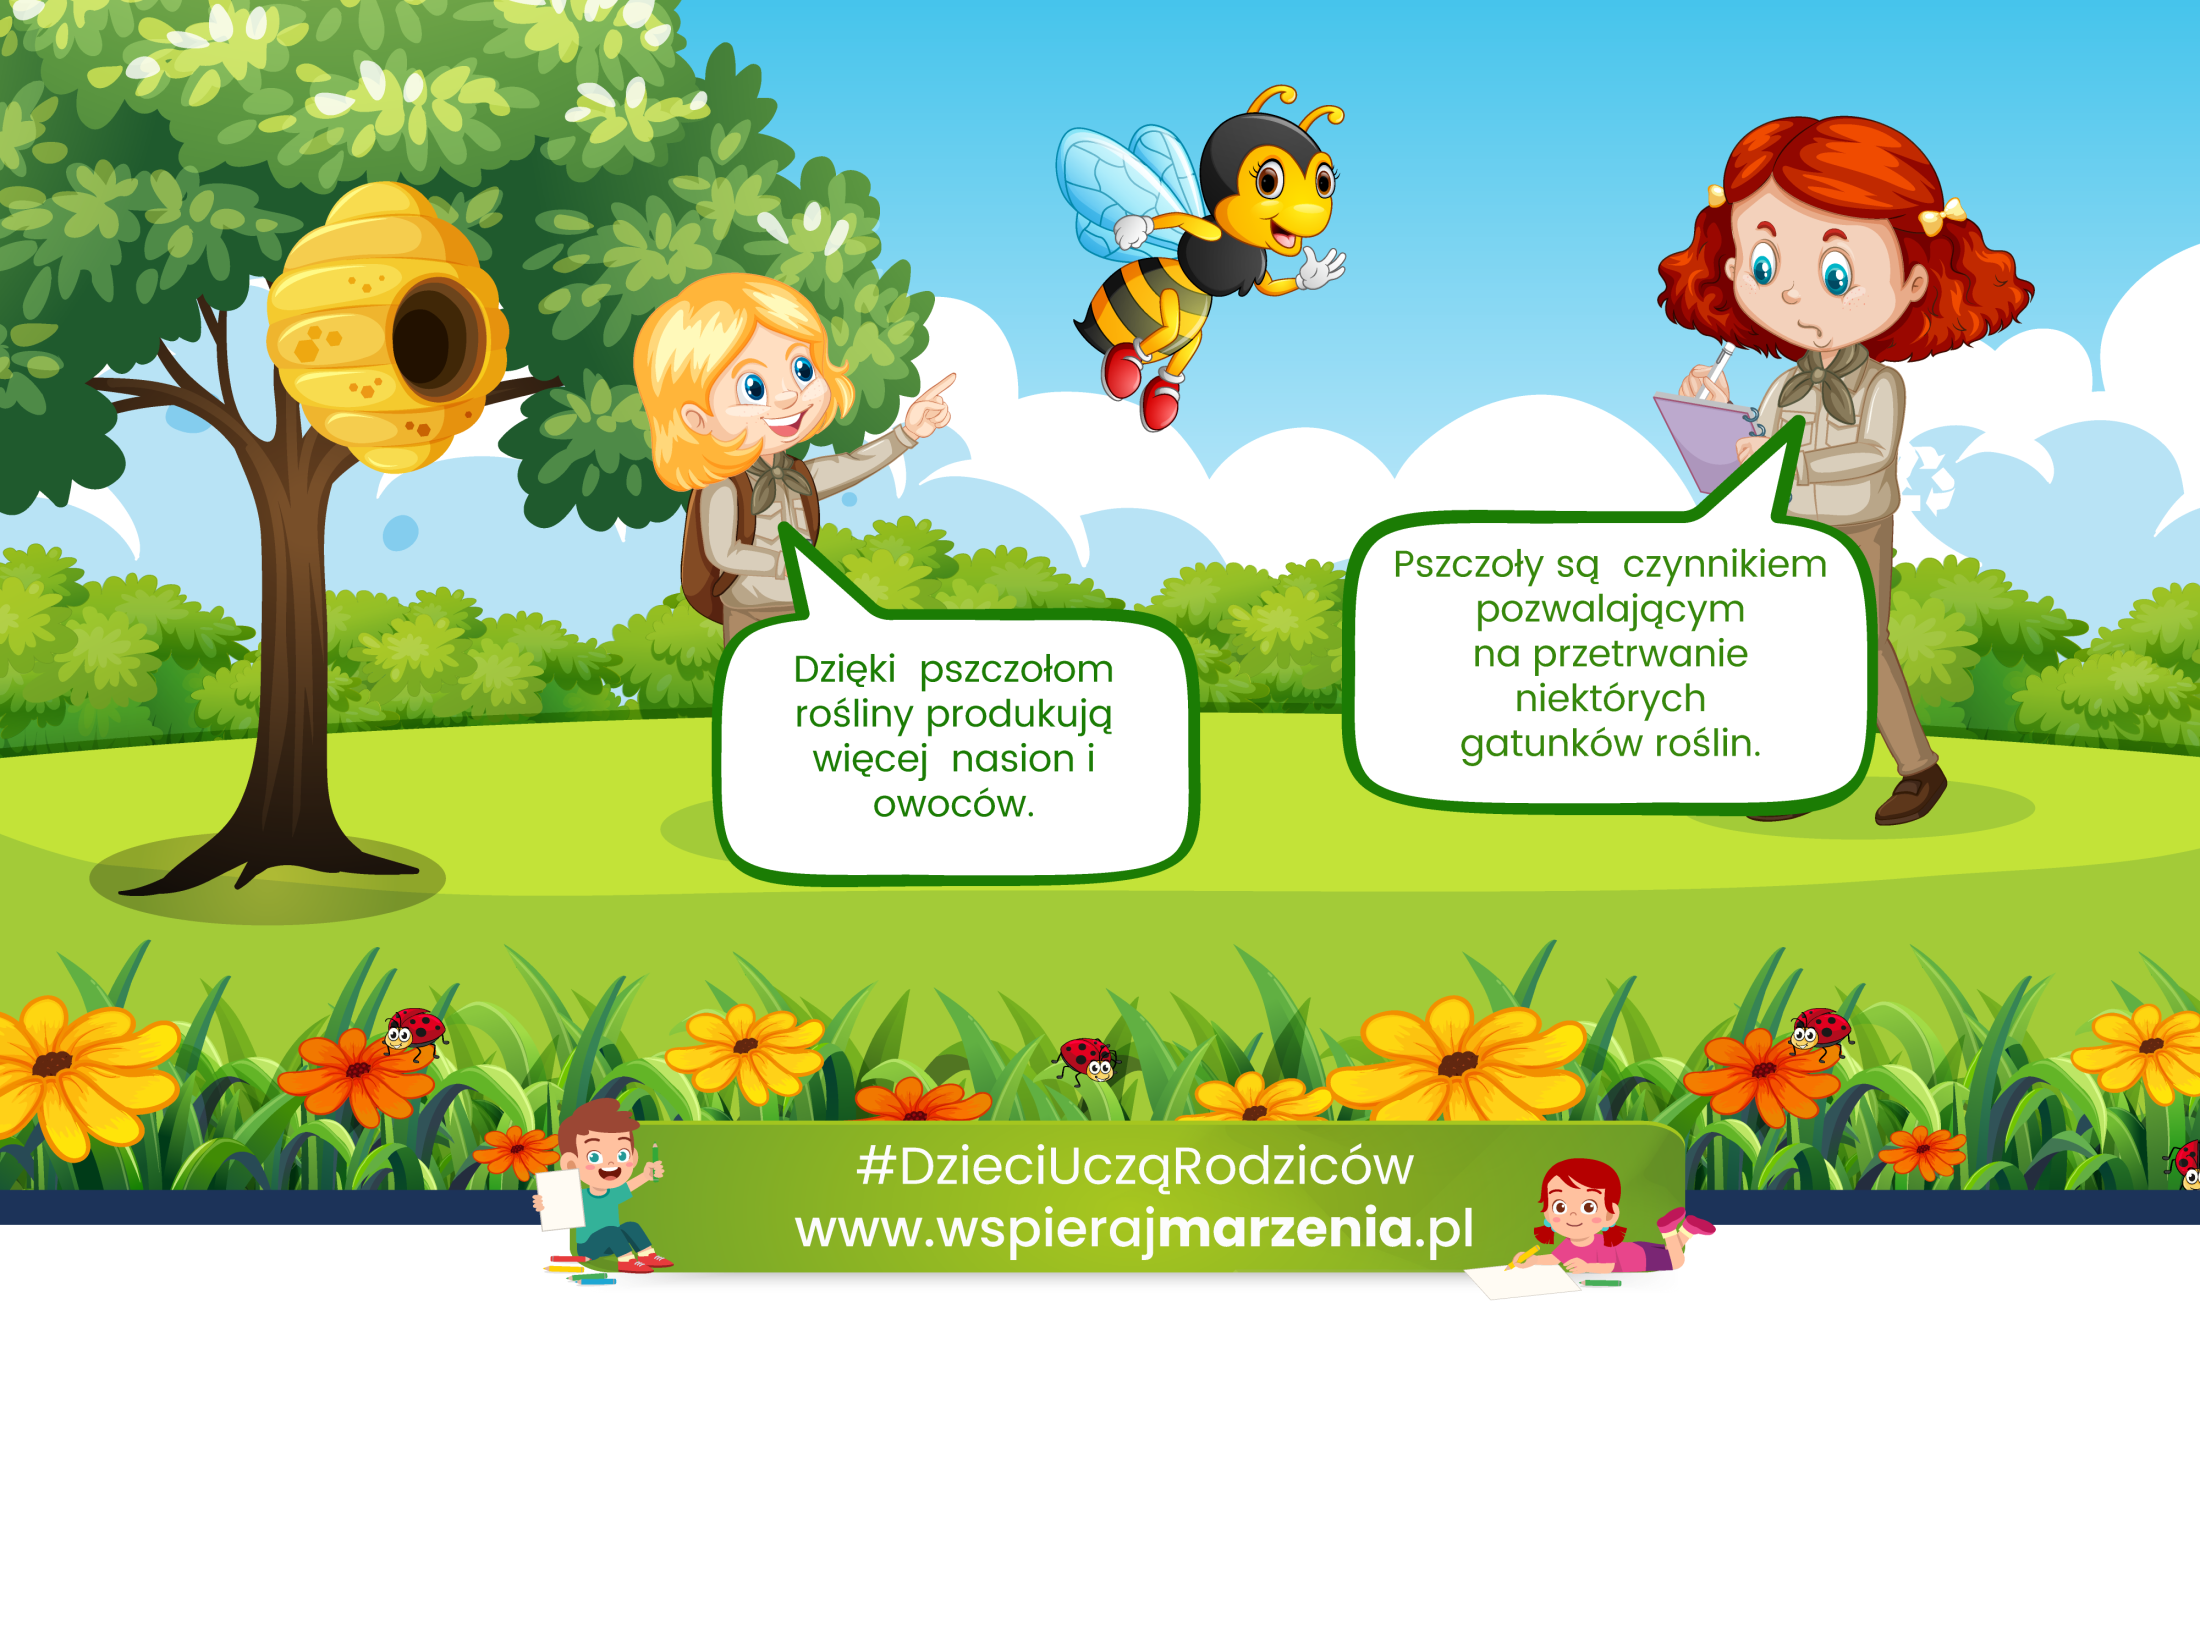 Dzięki pszczołom
rośliny produkują
więcej nasion i
owoców.
Pszczoły są czynnikiem
pozwalającym
na przetrwanie
niektórych
gatunków roślin.
#DzieciUcząRodziców
www.wspierajmarzenia.pl